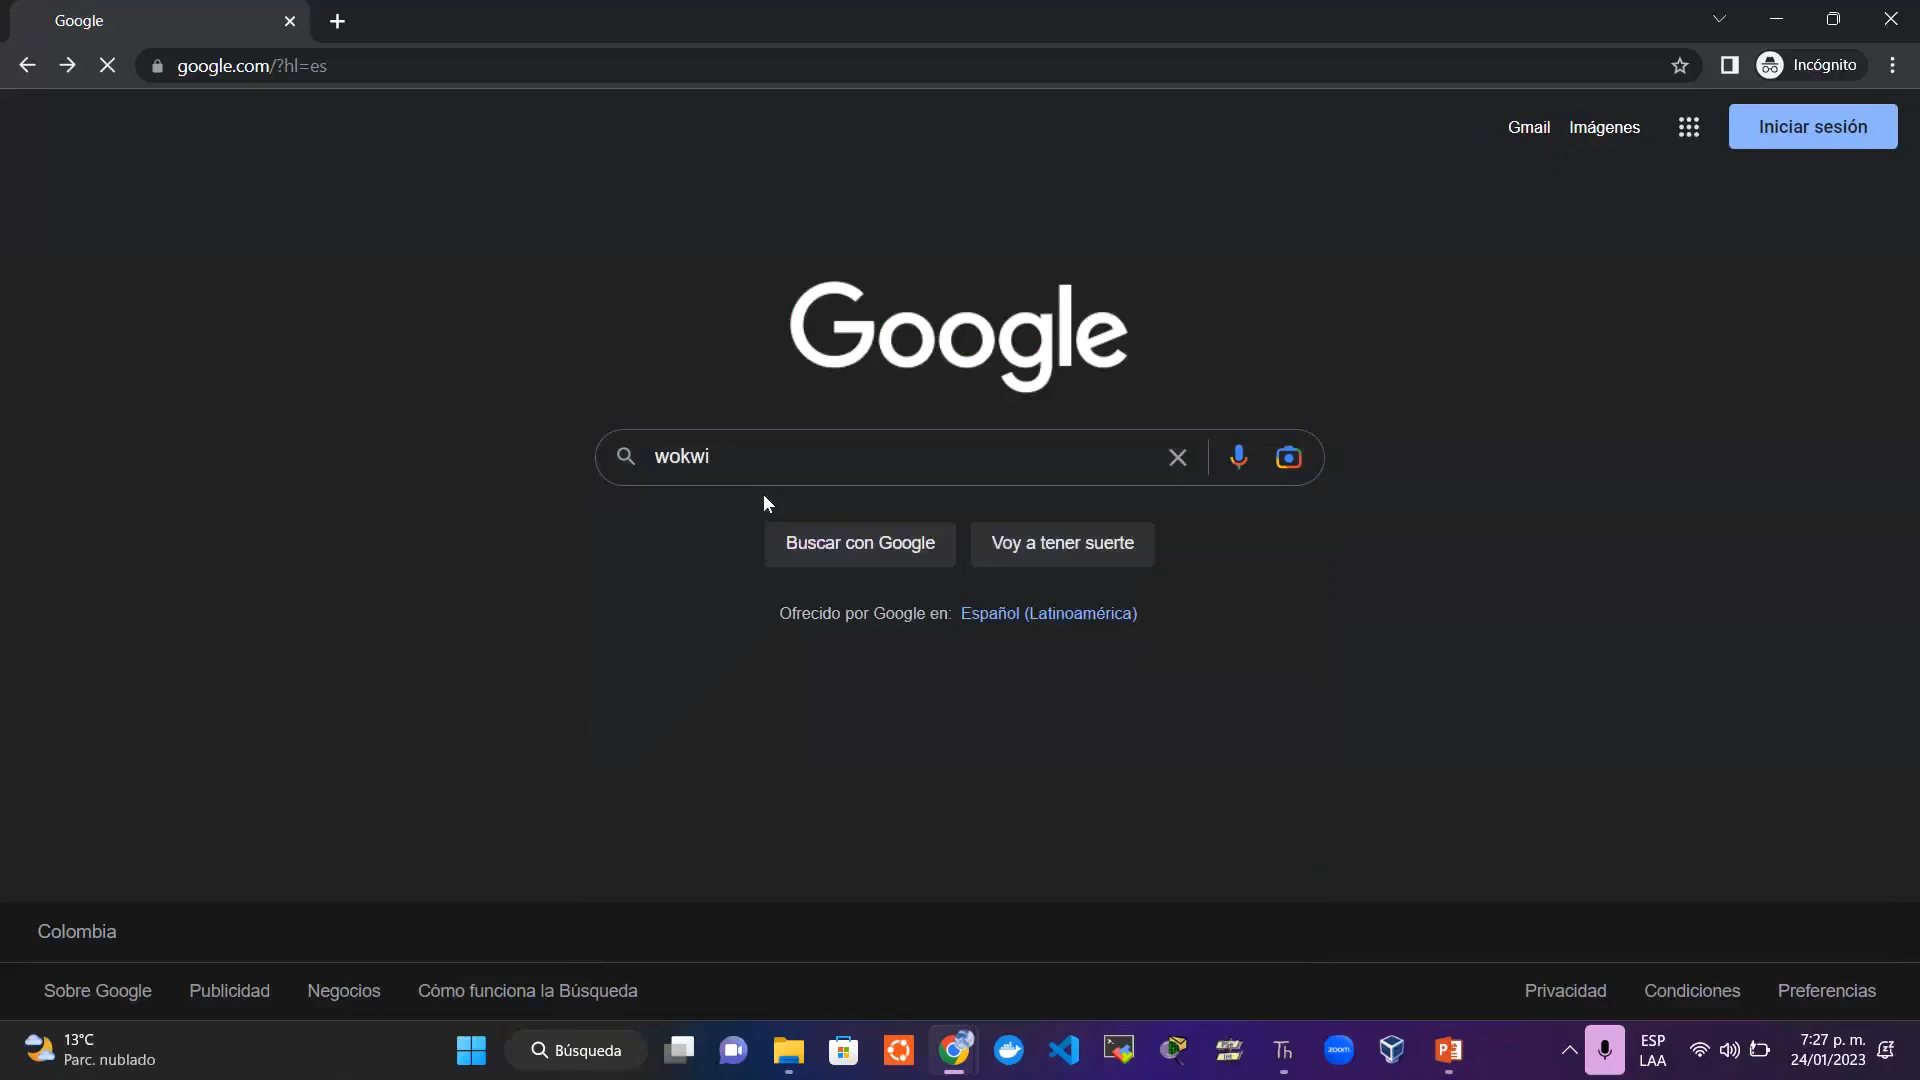 Google
google.com/?hl=es
Incógnito
Gmail Imágenes Iniciar sesión
Google
wokwi
Buscar con Google Voy a tener suerte
Ofrecido por Google en: Español (Latinoamérica)
Colombia
Sobre Google Publicidad Negocios Cómo funciona la Búsqueda Privacidad Condiciones Preferencias
13°C
Parc. nublado
Búsqueda
Th
zoom
ESP
LAA
7:27 p. m.
24/01/2023